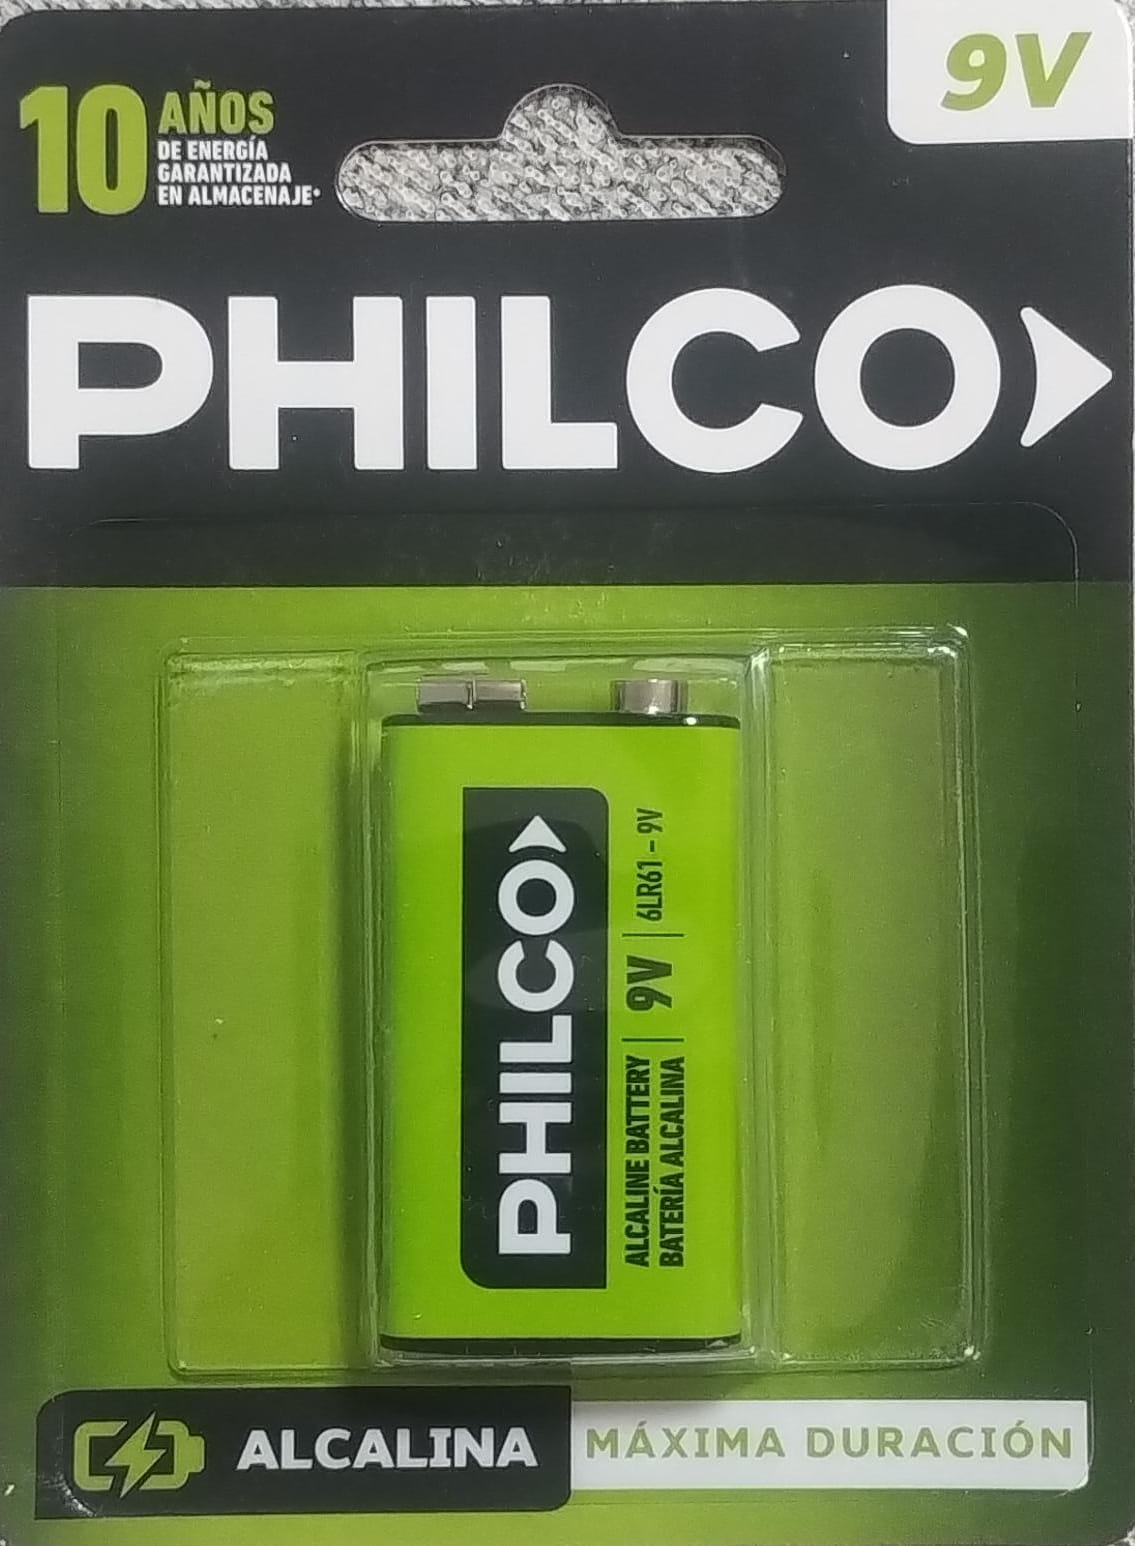 9V
10 AÑOS
DE ENERGÍA
GARANTIZADA
EN ALMACENAJE*
PHILCO
PHILCO
ALCALINE BATTERY
BATERÍA ALCALINA
9V
6LR61 - 9V
ALCALINA
MÁXIMA DURACIÓN